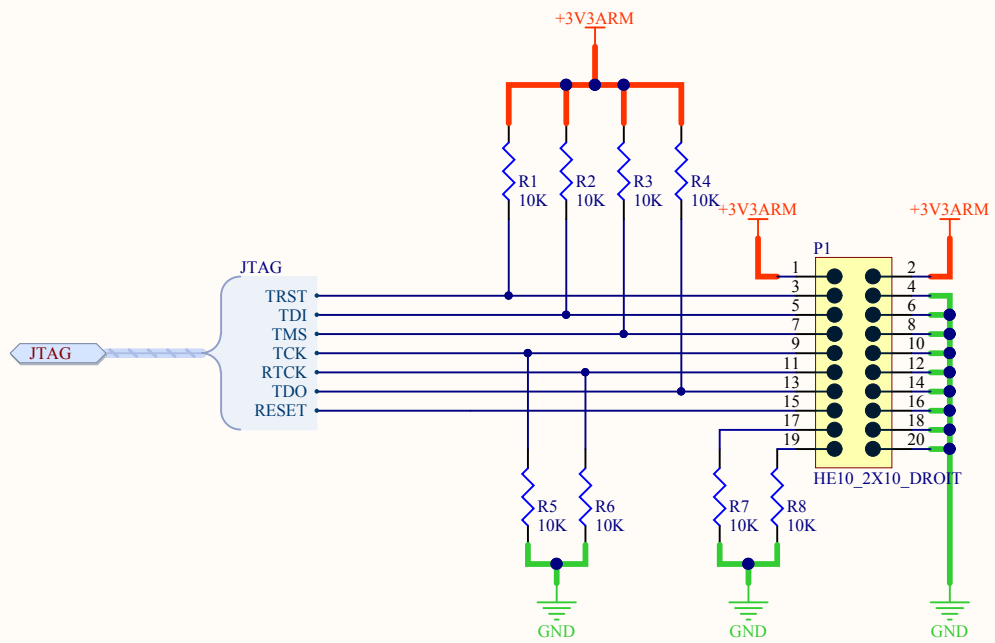 +3V3ARM
R1
10K
R2
10K
R3
10K
R4
10K
+3V3ARM
+3V3ARM
P1
JTAG
JTAG
TRST
TDI
TMS
TCK
RTCK
TDO
RESET
1
2
3
4
5
6
7
8
9
10
11
12
13
14
15
16
17
18
19
20
HE10_2X10_DROIT
R5
10K
R6
10K
R7
10K
R8
10K
GND
GND
GND